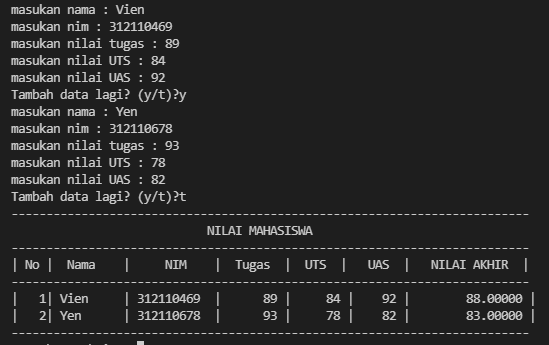 masukan nama : Vien
masukan nim : 312110469
masukan nilai tugas : 89
masukan nilai UTS : 84
masukan nilai UAS : 92
Tambah data lagi? (y/t)?y
masukan nama : Yen
masukan nim : 312110678
masukan nilai tugas : 93
masukan nilai UTS : 78
masukan nilai UAS : 82
Tambah data lagi? (y/t)?t
------------------------------------------------------------------------
NILAI MAHASISWA
------------------------------------------------------------------------
| No |  Nama    |     NIM    |  Tugas  |  UTS  |   UAS  |   NILAI AKHIR  |
------------------------------------------------------------------------
|   1| Vien     | 312110469  |      89 |    84 |     92 |       88.00000 |
|   2| Yen      | 312110678  |      93 |    78 |     82 |       83.00000 |
------------------------------------------------------------------------